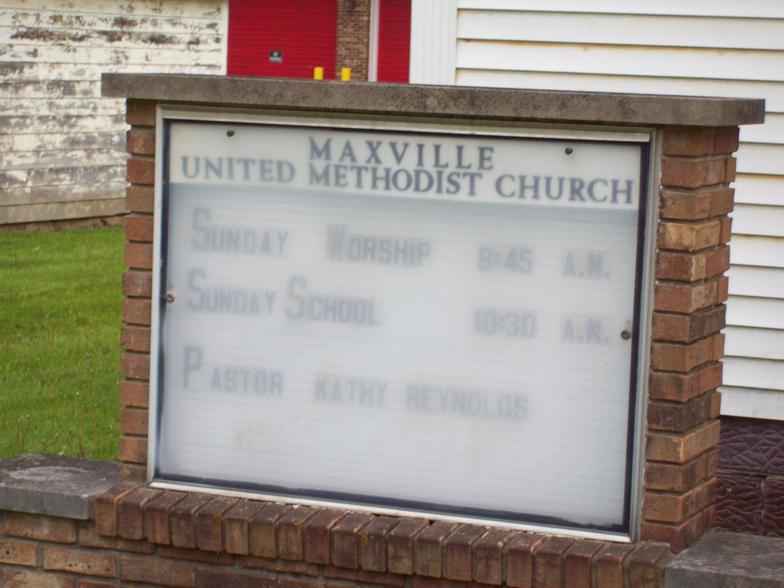 MAXVILLE
UNITED METHODIST CHURCH
SUNDAY WORSHIP 9:45 A.M.
SUNDAY SCHOOL 10:30 A.M.
PASTOR KATHY REYNOLDS